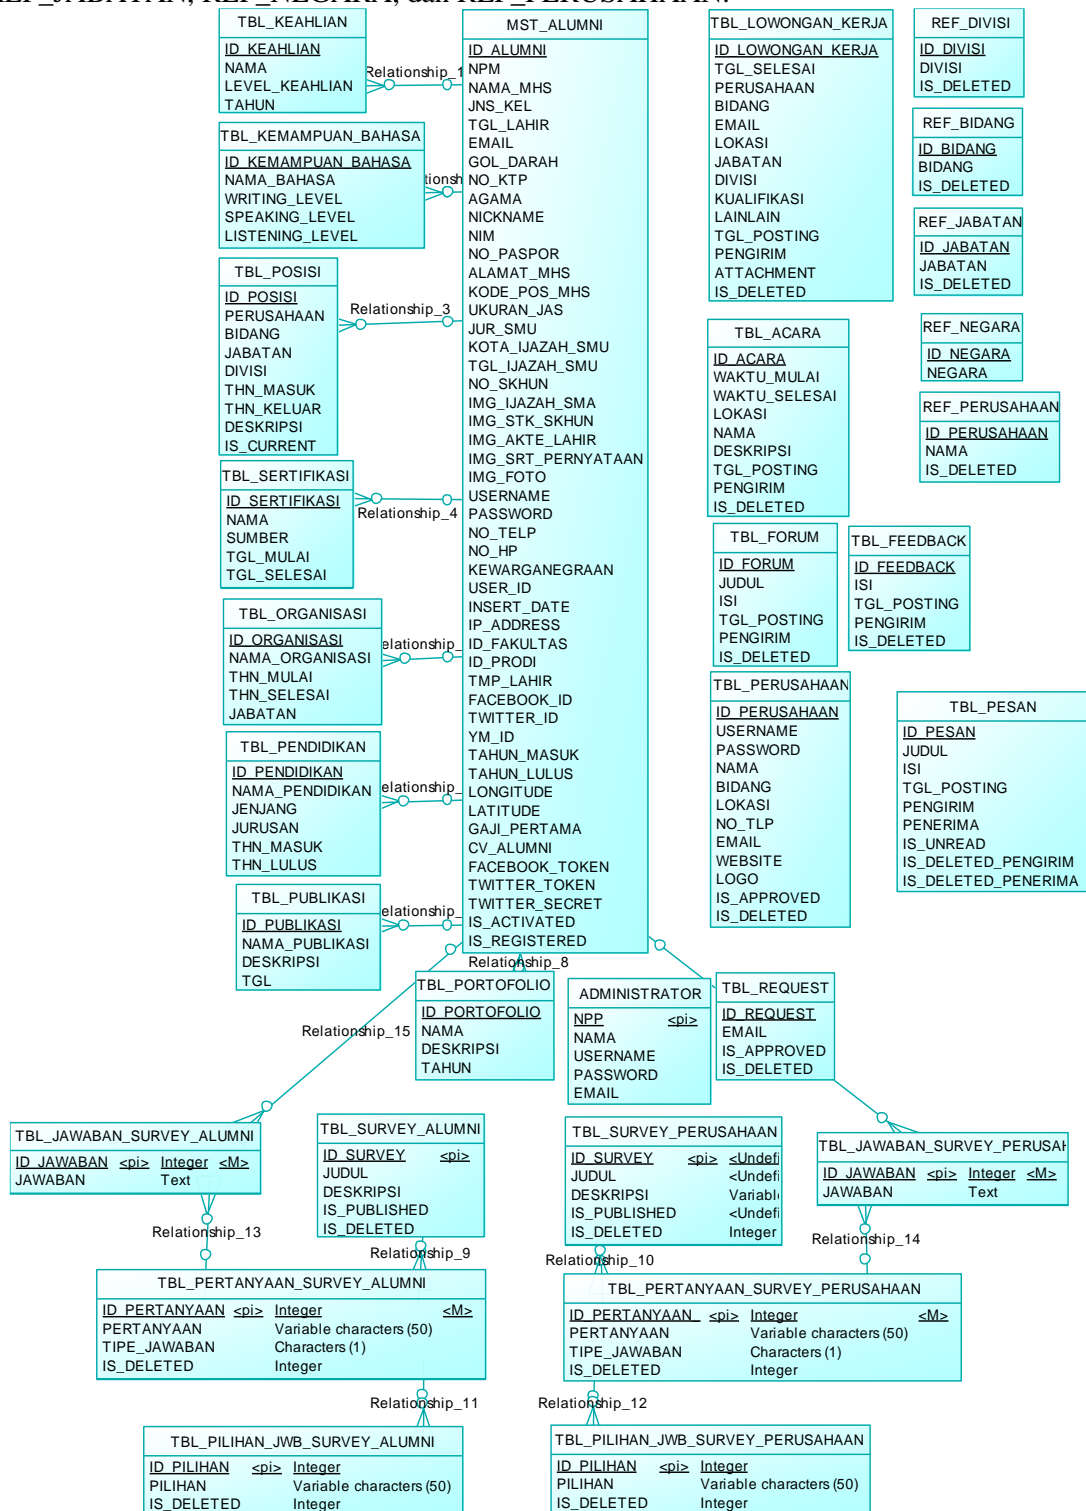 REF_JABATAN, REF_NEGARA, dan REF_PERUSAHAAN.
TBL_KEAHLIAN
ID_KEAHLIAN
NAMA
LEVEL_KEAHLIAN
TAHUN
Relationship_1
TBL_KEMAMPUAN_BAHASA
ID_KEMAMPUAN_BAHASA
NAMA_BAHASA
WRITING_LEVEL
SPEAKING_LEVEL
LISTENING_LEVEL
tionsh
TBL_POSISI
ID_POSISI
PERUSAHAAN
BIDANG
JABATAN
DIVISI
THN_MASUK
THN_KELUAR
DESKRIPSI
IS_CURRENT
Relationship_3
TBL_SERTIFIKASI
ID_SERTIFIKASI
NAMA
SUMBER
TGL_MULAI
TGL_SELESAI
Relationship_4
TBL_ORGANISASI
ID_ORGANISASI
NAMA_ORGANISASI
THN_MULAI
THN_SELESAI
JABATAN
elationship_
TBL_PENDIDIKAN
ID_PENDIDIKAN
NAMA_PENDIDIKAN
JENJANG
JURUSAN
THN_MASUK
THN_LULUS
elationship_
TBL_PUBLIKASI
ID_PUBLIKASI
NAMA_PUBLIKASI
DESKRIPSI
TGL
elationship_
MST_ALUMNI
ID_ALUMNI
NPM
NAMA_MHS
JNS_KEL
TGL_LAHIR
EMAIL
GOL_DARAH
NO_KTP
AGAMA
NICKNAME
NIM
NO_PASPOR
ALAMAT_MHS
KODE_POS_MHS
UKURAN_JAS
JUR_SMU
KOTA_IJAZAH_SMU
TGL_IJAZAH_SMU
NO_SKHUN
IMG_IJAZAH_SMA
IMG_STK_SKHUN
IMG_AKTE_LAHIR
IMG_SRT_PERNYATAAN
IMG_FOTO
USERNAME
PASSWORD
NO_TELP
NO_HP
KEWARGANEGRAAN
USER_ID
INSERT_DATE
IP_ADDRESS
ID_FAKULTAS
ID_PRODI
TMP_LAHIR
FACEBOOK_ID
TWITTER_ID
YM_ID
TAHUN_MASUK
TAHUN_LULUS
LONGITUDE
LATITUDE
GAJI_PERTAMA
CV_ALUMNI
FACEBOOK_TOKEN
TWITTER_TOKEN
TWITTER_SECRET
IS_ACTIVATED
IS_REGISTERED
TBL_LOWONGAN_KERJA
ID_LOWONGAN_KERJA
TGL_SELESAI
PERUSAHAAN
BIDANG
EMAIL
LOKASI
JABATAN
DIVISI
KUALIFIKASI
LAINLAIN
TGL_POSTING
PENGIRIM
ATTACHMENT
IS_DELETED
REF_DIVISI
ID_DIVISI
DIVISI
IS_DELETED
REF_BIDANG
ID_BIDANG
BIDANG
IS_DELETED
REF_JABATAN
ID_JABATAN
JABATAN
IS_DELETED
REF_NEGARA
ID_NEGARA
NEGARA
REF_PERUSAHAAN
ID_PERUSAHAAN
NAMA
IS_DELETED
TBL_ACARA
ID_ACARA
WAKTU_MULAI
WAKTU_SELESAI
LOKASI
NAMA
DESKRIPSI
TGL_POSTING
PENGIRIM
IS_DELETED
TBL_FORUM
ID_FORUM
JUDUL
ISI
TGL_POSTING
PENGIRIM
IS_DELETED
TBL_FEEDBACK
ID_FEEDBACK
ISI
TGL_POSTING
PENGIRIM
IS_DELETED
TBL_PERUSAHAAN
ID_PERUSAHAAN
USERNAME
PASSWORD
NAMA
BIDANG
LOKASI
NO_TLP
EMAIL
WEBSITE
LOGO
IS_APPROVED
IS_DELETED
TBL_PESAN
ID_PESAN
JUDUL
ISI
TGL_POSTING
PENGIRIM
PENERIMA
IS_UNREAD
IS_DELETED_PENGIRIM
IS_DELETED_PENERIMA
Relationship_8
TBL_PORTOFOLIO
ID_PORTOFOLIO
NAMA
DESKRIPSI
TAHUN
ADMINISTRATOR
NPP <pi>
NAMA
USERNAME
PASSWORD
EMAIL
TBL_REQUEST
ID_REQUEST
EMAIL
IS_APPROVED
IS_DELETED
Relationship_15
TBL_JAWABAN_SURVEY_ALUMNI
ID_JAWABAN <pi> Integer <M>
JAWABAN Text
TBL_SURVEY_ALUMNI
ID_SURVEY <pi>
JUDUL
DESKRIPSI
IS_PUBLISHED
IS_DELETED
TBL_SURVEY_PERUSAHAAN
ID_SURVEY <pi> <Undefi
JUDUL <Undefi
DESKRIPSI Variabl
IS_PUBLISHED <Undefi
IS_DELETED Integer
TBL_JAWABAN_SURVEY_PERUSAH
ID_JAWABAN <pi> Integer <M>
JAWABAN Text
Relationship_13
Relationship_9
Relationship_10
Relationship_14
TBL_PERTANYAAN_SURVEY_ALUMNI
ID_PERTANYAAN <pi> Integer <M>
PERTANYAAN Variable characters (50)
TIPE_JAWABAN Characters (1)
IS_DELETED Integer
TBL_PERTANYAAN_SURVEY_PERUSAHAAN
ID_PERTANYAAN_ <pi> Integer <M>
PERTANYAAN Variable characters (50)
TIPE_JAWABAN Characters (1)
IS_DELETED Integer
Relationship_11
Relationship_12
TBL_PILIHAN_JWB_SURVEY_ALUMNI
ID_PILIHAN <pi> Integer
PILIHAN Variable characters (50)
IS_DELETED Integer
TBL_PILIHAN_JWB_SURVEY_PERUSAHAAN
ID_PILIHAN <pi> Integer
PILIHAN Variable characters (50)
IS_DELETED Integer